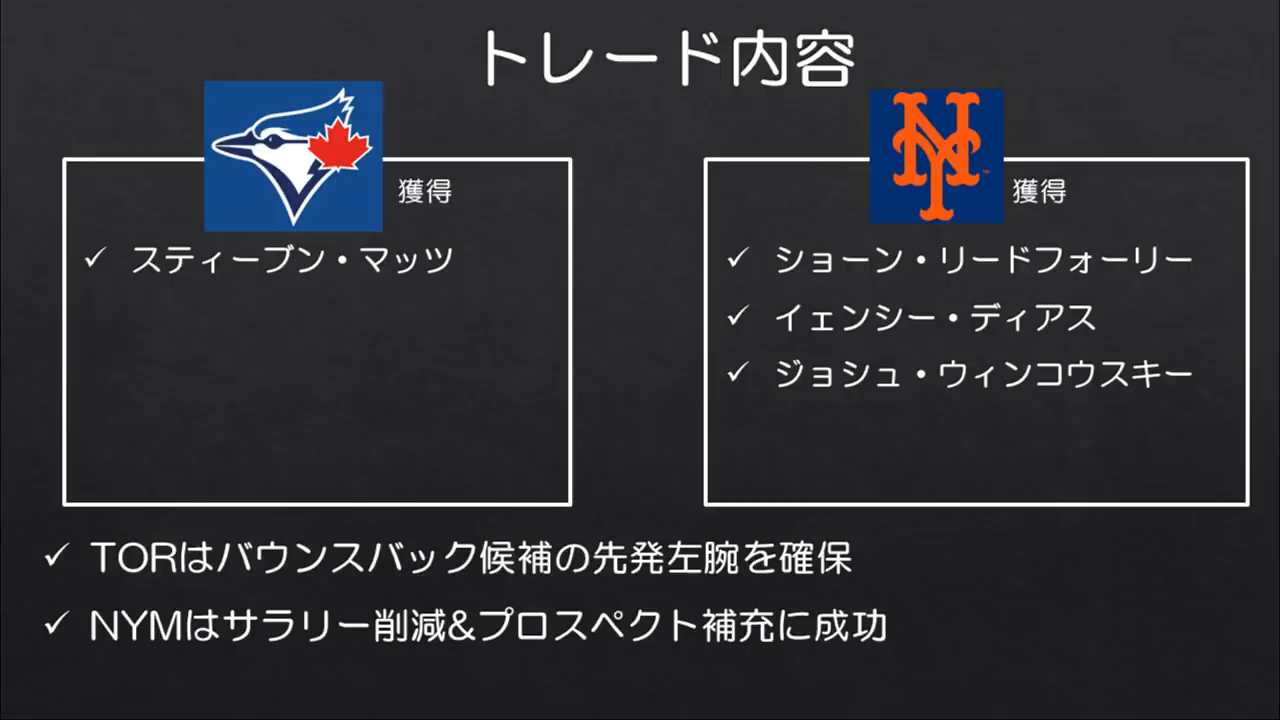 トレード内容
獲得
✓ スティーブン・マッツ
NY
獲得
✓ ショーン・リードフォーリー
✓ イェンシー・ディアス
✓ ジョシュ・ウィンコウスキー
✓ TORはバウンスバック候補の先発左腕を確保
✓ NYMはサラリー削減&プロスペクト補充に成功